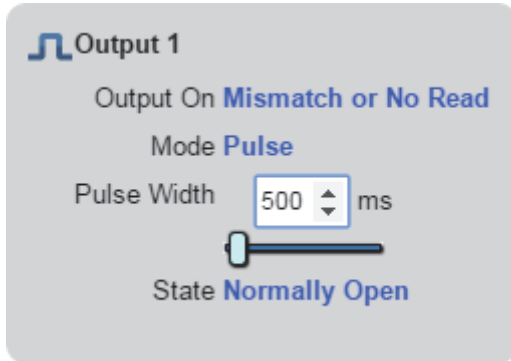 Output 1
Output On Mismatch or No Read
Mode Pulse
Pulse Width 500 ms
State Normally Open